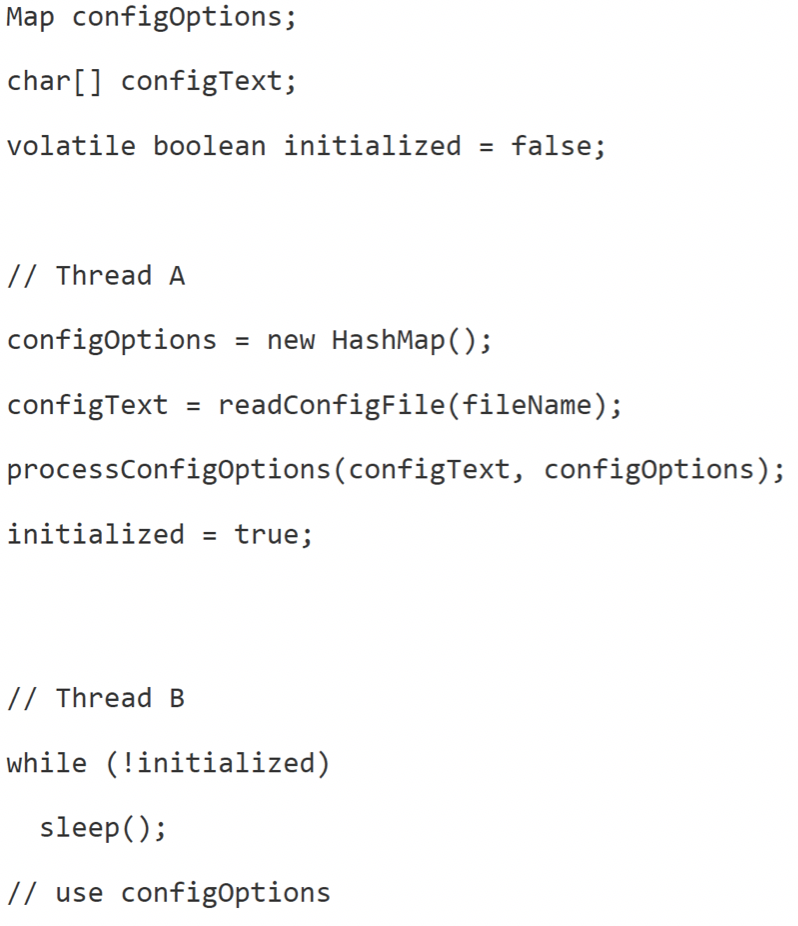 Map configOptions;
char[] configText;
volatile boolean initialized = false;
// Thread A
configOptions = new HashMap();
configText = readConfigFile(fileName);
processConfigOptions(configText, configOptions);
initialized = true;
// Thread B
while (!initialized)
  sleep();
// use configOptions